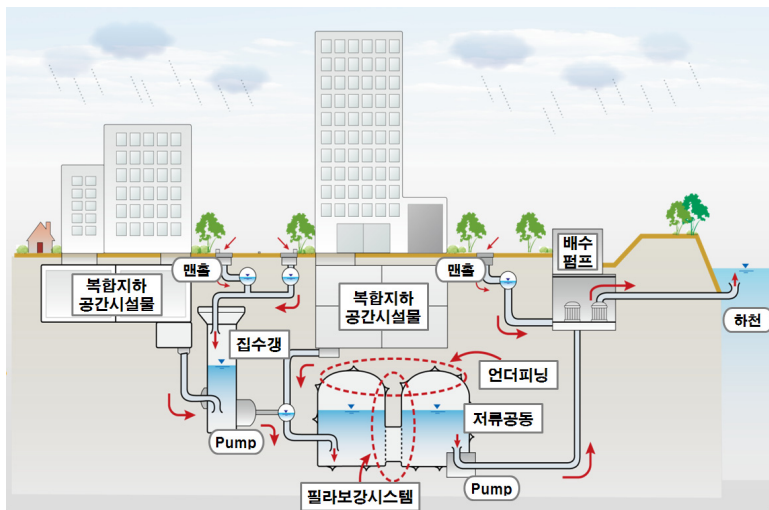 배수
펌프
맨홀
맨홀
복합지하
공간시설물
복합지하
공간시설물
하천
집수갱
언더피닝
저류공동
Pump
Pump
필라보강시스템